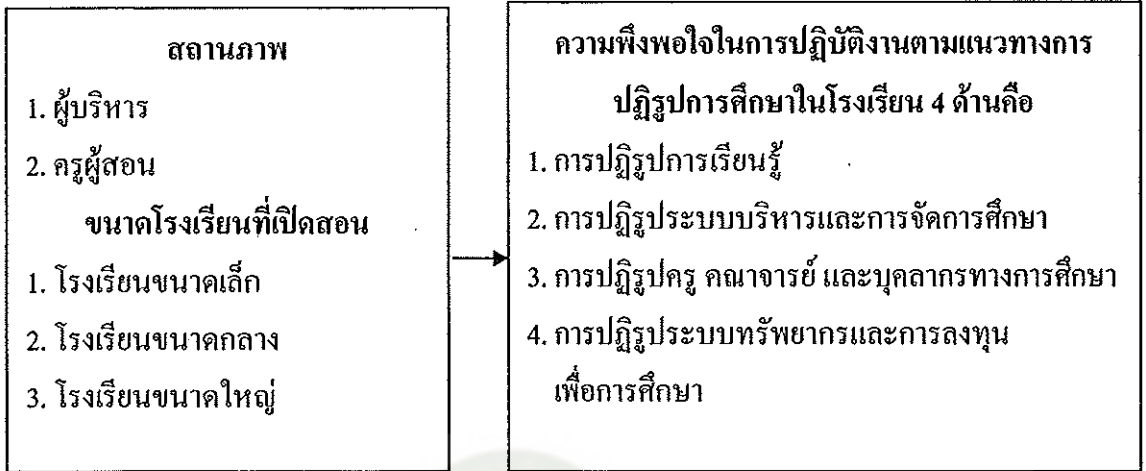 สถานภาพ
1. ผู้บริหาร
2. ครูผู้สอน
ขนาดโรงเรียนที่เปิดสอน
1. โรงเรียนขนาดเล็ก
2. โรงเรียนขนาดกลาง
3. โรงเรียนขนาดใหญ่
ความพึงพอใจในการปฏิบัติงานตามแนวทางการ
ปฏิรูปการศึกษาในโรงเรียน 4 ด้านคือ
1. การปฏิรูปการเรียนรู้
2. การปฏิรูประบบบริหารและการจัดการศึกษา
3. การปฏิรูปครู คณาจารย์ และบุคลากรทางการศึกษา
4. การปฏิรูประบบทรัพยากรและการลงทุน
เพื่อการศึกษา